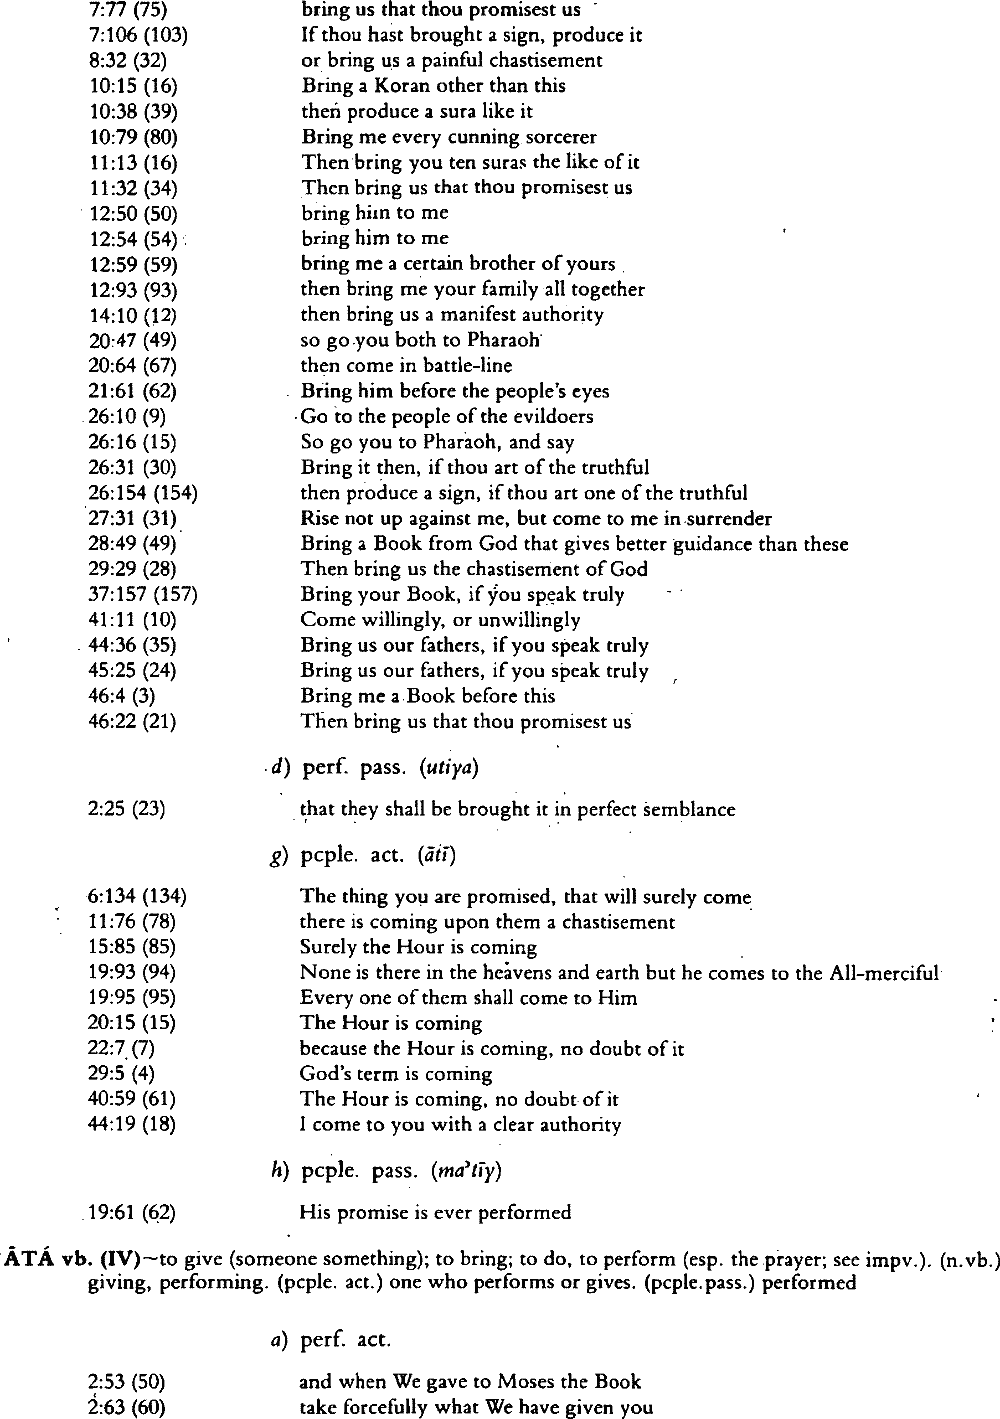 7:77 (75) bring us that thou promisest us
7:106 (103) If thou hast brought a sign, produce it
8:32 (32) or bring us a painful chastisement
10:15 (16) Bring a Koran other than this
10:38 (39) then produce a sura like it
10:79 (80) Bring me every cunning sorcerer
11:13 (16) Then bring you ten suras the like of it
11:32 (34) Then bring us that thou promisest us
12:50 (50) bring him to me
12:54 (54) bring him to me
12:59 (59) bring me a certain brother of yours
12:93 (93) then bring me your family all together
14:10 (12) then bring us a manifest authority
20:47 (49) so go you both to Pharaoh
20:64 (67) then come in battle-line
21:61 (62) Bring him before the people's eyes
26:10 (9) Go to the people of the evildoers
26:16 (15) So go you to Pharaoh, and say
26:31 (30) Bring it then, if thou art of the truthful
26:154 (154) then produce a sign, if thou art one of the truthful
27:31 (31) Rise not up against me, but come to me in surrender
28:49 (49) Bring a Book from God that gives better guidance than these
29:29 (28) Then bring us the chastisement of God
37:157 (157) Bring your Book, if you speak truly
41:11 (10) Come willingly, or unwillingly
44:36 (35) Bring us our fathers, if you speak truly
45:25 (24) Bring us our fathers, if you speak truly
46:4 (3) Bring me a Book before this
46:22 (21) Then bring us that thou promisest us
d) perf. pass. (utiya)
2:25 (23) that they shall be brought it in perfect semblance
g) pcple. act. (ātī)
6:134 (134) The thing you are promised, that will surely come
11:76 (78) there is coming upon them a chastisement
15:85 (85) Surely the Hour is coming
19:93 (94) None is there in the heavens and earth but he comes to the All-merciful
19:95 (95) Every one of them shall come to Him
20:15 (15) The Hour is coming
22:7 (7) because the Hour is coming, no doubt of it
29:5 (4) God's term is coming
40:59 (61) The Hour is coming, no doubt of it
44:19 (18) I come to you with a clear authority
h) pcple. pass. (maʾtīy)
19:61 (62) His promise is ever performed
ĀTÁ vb. (IV)~to give (someone something); to bring; to do, to perform (esp. the prayer; see impv.). (n.vb.)
giving, performing. (pcple. act.) one who performs or gives. (pcple. pass.) performed
a) perf. act.
2:53 (50) and when We gave to Moses the Book
2:63 (60) take forcefully what We have given you